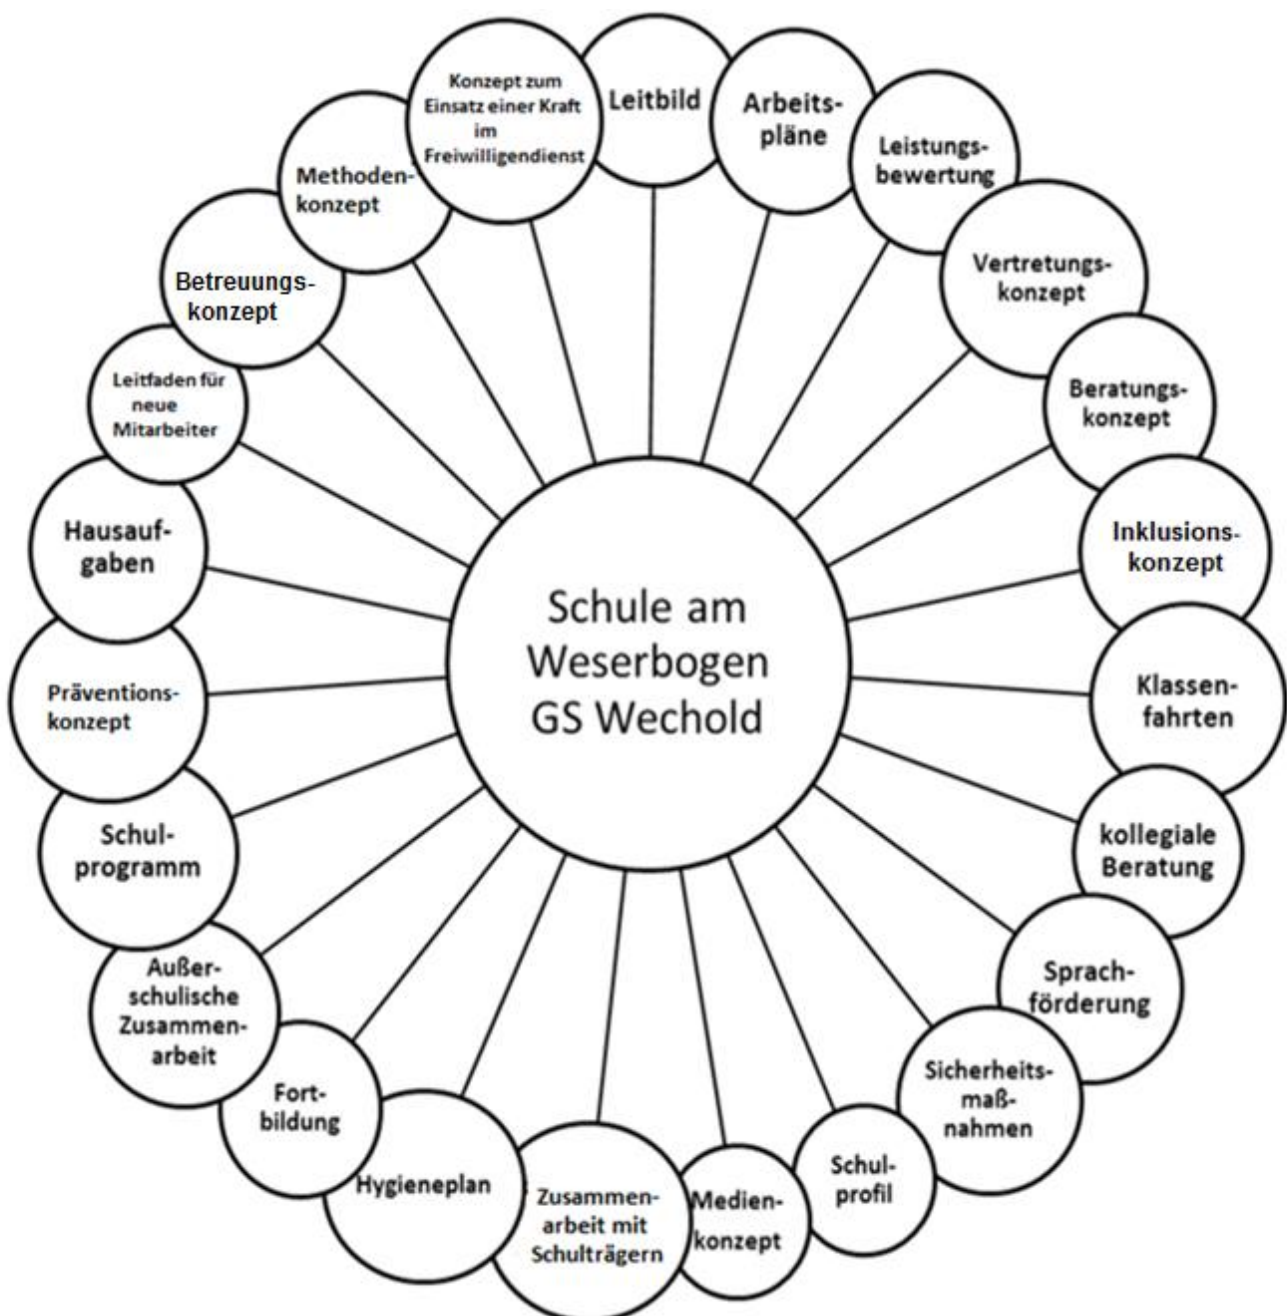 Schule am
Weserbogen
GS Wechold
Leitbild
Arbeits-
pläne
Leistungs-
bewertung
Vertretungs-
konzept
Beratungs-
konzept
Inklusions-
konzept
Klassen-
fahrten
kollegiale
Beratung
Sprach-
förderung
Sicherheits-
maß-
nahmen
Schul-
profil
Medien-
konzept
Zusammen-
arbeit mit
Schulträgern
Hygieneplan
Fort-
bildung
Außer-
schulische
Zusammen-
arbeit
Schul-
programm
Präventions-
konzept
Hausauf-
gaben
Leitfaden für
neue
Mitarbeiter
Betreuungs-
konzept
Methoden-
konzept
Konzept zum
Einsatz einer Kraft
im
Freiwilligendienst